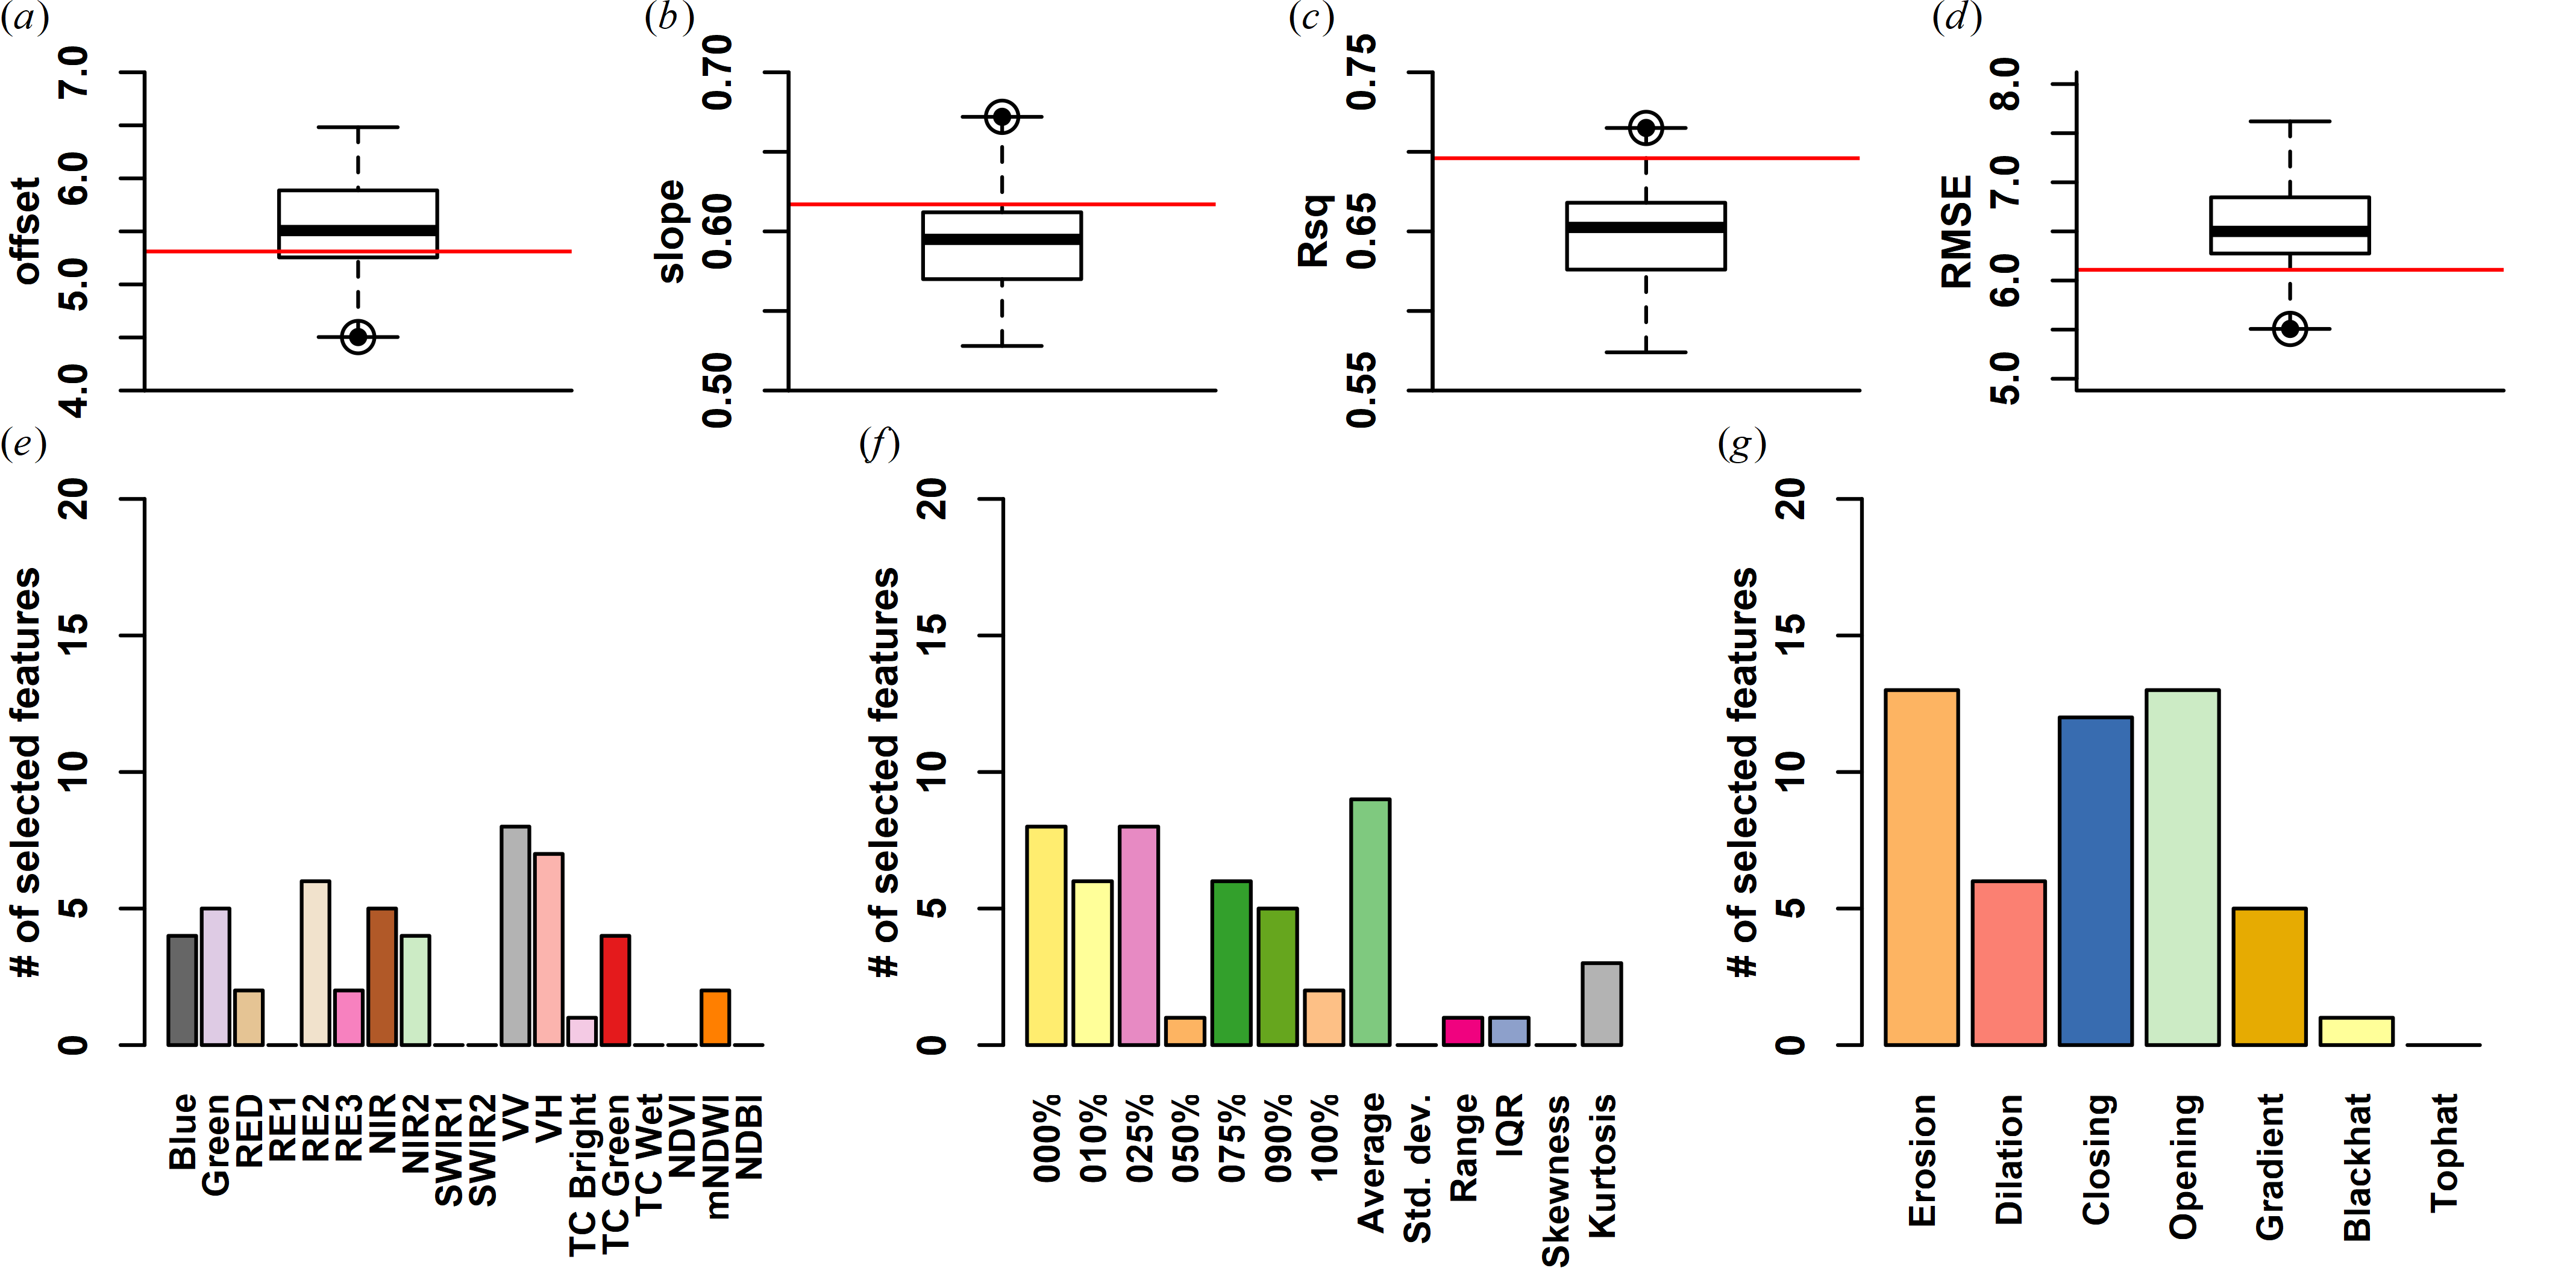 (a)
offset
4.0 5.0 6.0 7.0
(b)
slope
0.50 0.60 0.70
(c)
Rsq
0.55 0.65 0.75
(d)
RMSE
5.0 6.0 7.0 8.0
(e)
# of selected features
0 5 10 15 20
Blue
Green
RED
RE1
RE2
RE3
NIR
NIR2
SWIR1
SWIR2
VV
VH
TC Bright
TC Green
TC Wet
NDVI
mNDWI
NDBI
(f)
# of selected features
0 5 10 15 20
000%
010%
025%
050%
075%
090%
100%
Average
Std. dev.
Range
IQR
Skewness
Kurtosis
(g)
# of selected features
0 5 10 15 20
Erosion
Dilation
Closing
Opening
Gradient
Blackhat
Tophat